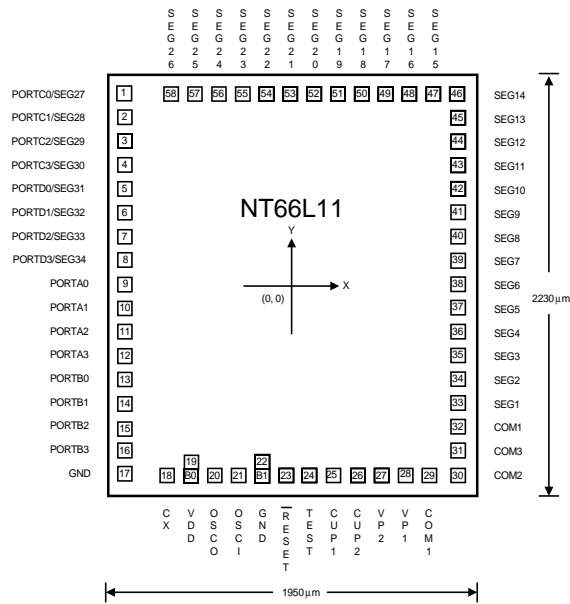 SEG26 SEG25 SEG24 SEG23 SEG22 SEG21 SEG20 SEG19 SEG18 SEG17 SEG16 SEG15
PORTC0/SEG27 1 58 57 56 55 54 53 52 51 50 49 48 47 46 SEG14
PORTC1/SEG28 2 45 SEG13
PORTC2/SEG29 3 44 SEG12
PORTC3/SEG30 4 43 SEG11
PORTD0/SEG31 5 42 SEG10
PORTD1/SEG32 6 NT66L11 41 SEG9
PORTD2/SEG33 7 Y 40 SEG8
PORTD3/SEG34 8 39 SEG7
PORTA0 9 X 38 SEG6
(0, 0) 2230μm
PORTA1 10 37 SEG5
PORTA2 11 36 SEG4
PORTA3 12 35 SEG3
PORTB0 13 34 SEG2
PORTB1 14 33 SEG1
PORTB2 15 32 COM1
PORTB3 16 19 22 31 COM3
GND 17 18 B0 20 21 B1 23 24 25 26 27 28 29 30 COM2
CX VDD OSCO OSCI GND RESET TEST CUP1 CUP2 VP2 VP1 COM1
1950μm